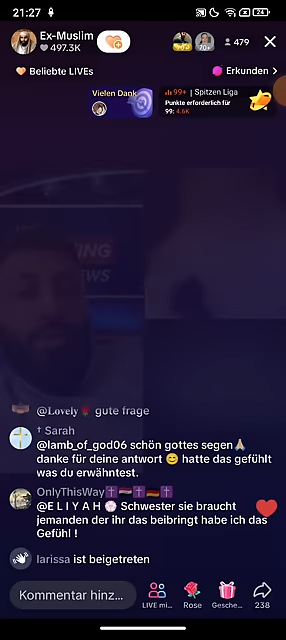 21:27
24
Ex-Muslim
497.3K
70+
70+
479
Beliebte LIVEs
Erkunden >
Vielen Dank
99+ | Spitzen Liga
Punkte erforderlich für
99: 4.6K
@Lovely🌹 gute frage
† Sarah
@lamb_of_god06 schön gottes segen🙏🏼
danke für deine antwort 😊 hatte das gefühlt
was du erwähntest.
OnlyThisWay✝️🇪🇬✝️🇩🇪✝️
@E L I Y A H 💮 Schwester sie braucht
jemanden der ihr das beibringt habe ich das
Gefühl !
larissa ist beigetreten
Kommentar hinz...
LIVE mi...
Rose
Gesche...
238